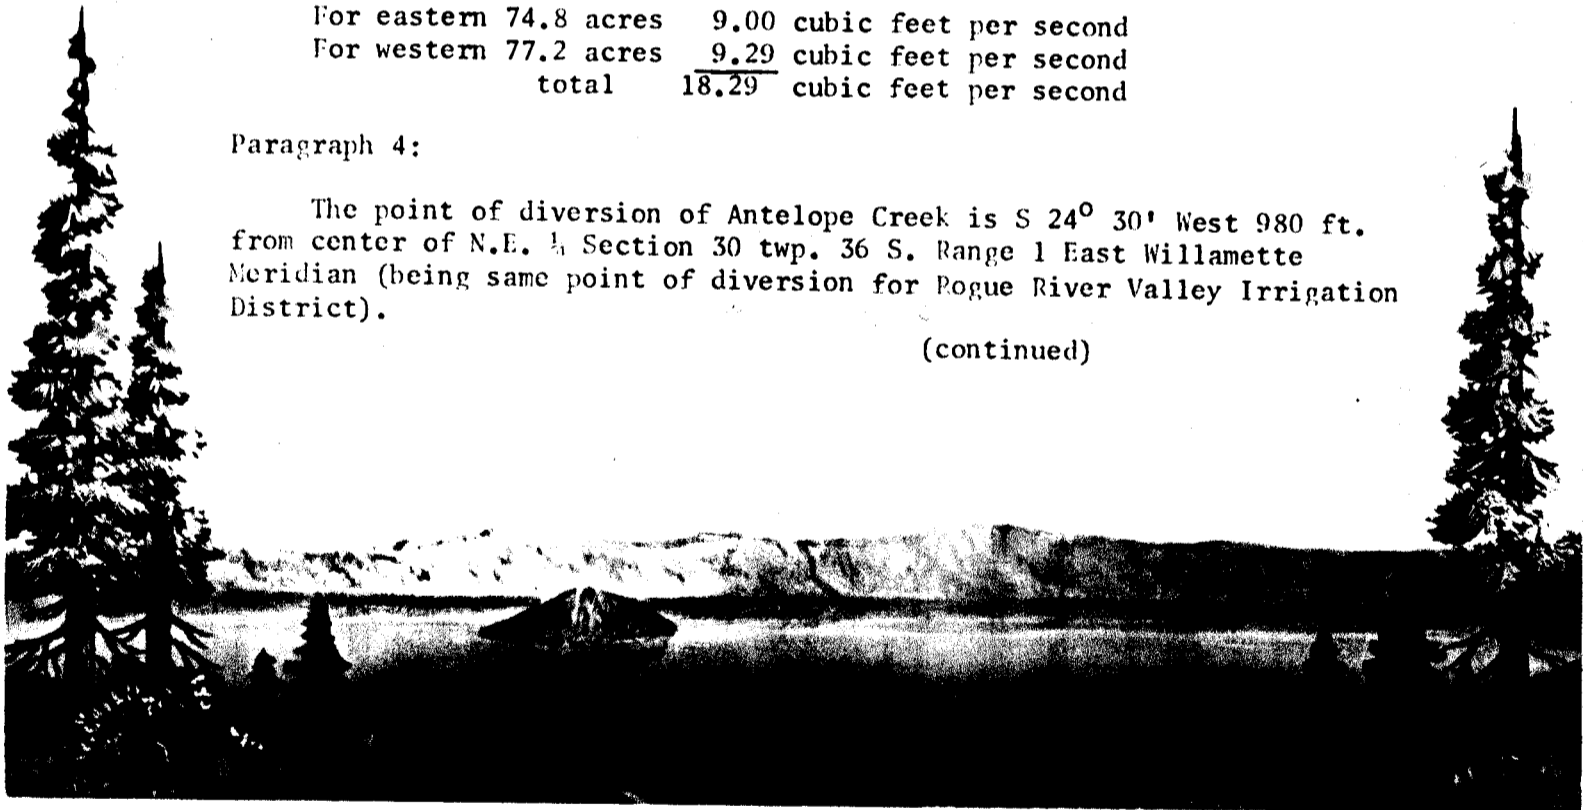 For eastern 74.8 acres 9.00 cubic feet per second
For western 77.2 acres 9.29 cubic feet per second
total 18.29 cubic feet per second
Paragraph 4:
The point of diversion of Antelope Creek is S 24° 30' West 980 ft.
from center of N.E. ¼ Section 30 twp. 36 S. Range 1 East Willamette
Meridian (being same point of diversion for Rogue River Valley Irrigation
District).
(continued)